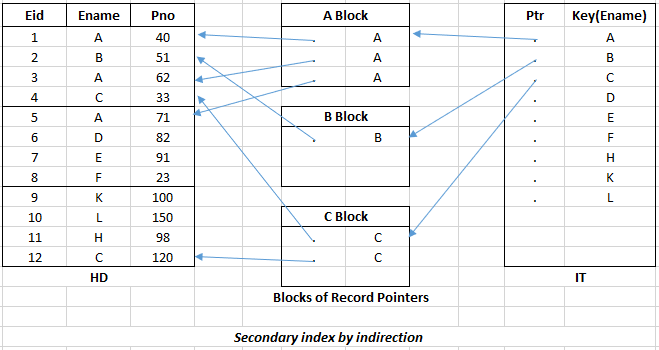 Eid Ename Pno A Block Ptr Key(Ename)
1 A 40 . A . A
2 B 51 . A . B
3 A 62 . A . C
4 C 33 . D
5 A 71 B Block . E
6 D 82 . B . F
7 E 91 . H
8 F 23 . K
9 K 100 . L
10 L 150 C Block
11 H 98 . C
12 C 120 . C
HD IT
Blocks of Record Pointers
Secondary index by indirection